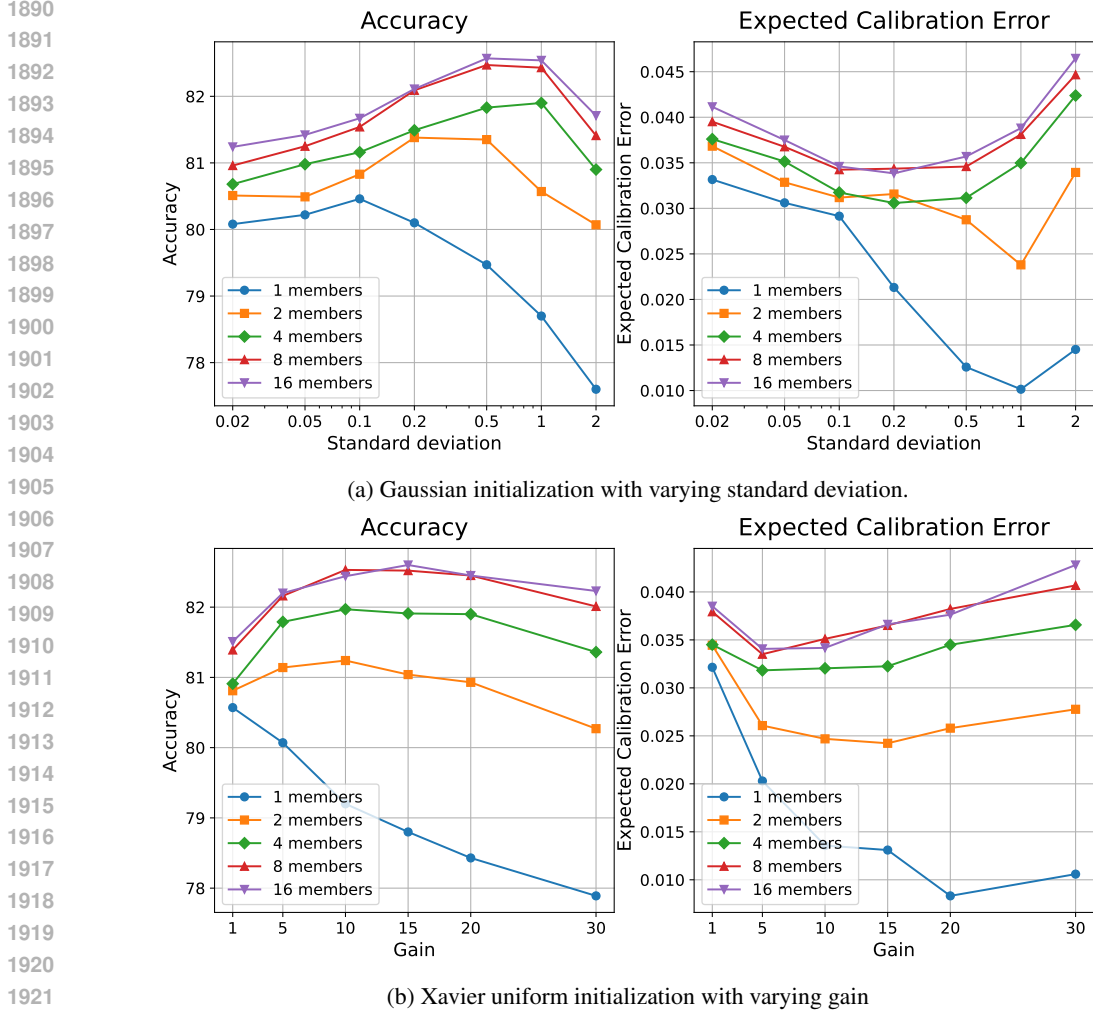 1890
1891
1892
1893
1894
1895
1896
1897
1898
1899
1900
1901
1902
1903
1904
1905
1906
1907
1908
1909
1910
1911
1912
1913
1914
1915
1916
1917
1918
1919
1920
1921
Accuracy
82
81
80
79
78
Accuracy
1 members
2 members
4 members
8 members
16 members
0.02 0.05 0.1 0.2 0.5 1 2
Standard deviation
Expected Calibration Error
0.045
0.040
0.035
0.030
0.025
0.020
0.015
0.010
Expected Calibration Error
1 members
2 members
4 members
8 members
16 members
0.02 0.05 0.1 0.2 0.5 1 2
Standard deviation
(a) Gaussian initialization with varying standard deviation.
Accuracy
82
81
80
79
78
Accuracy
1 members
2 members
4 members
8 members
16 members
1 5 10 15 20 30
Gain
Expected Calibration Error
0.040
0.035
0.030
0.025
0.020
0.015
0.010
Expected Calibration Error
1 members
2 members
4 members
8 members
16 members
1 5 10 15 20 30
Gain
(b) Xavier uniform initialization with varying gain